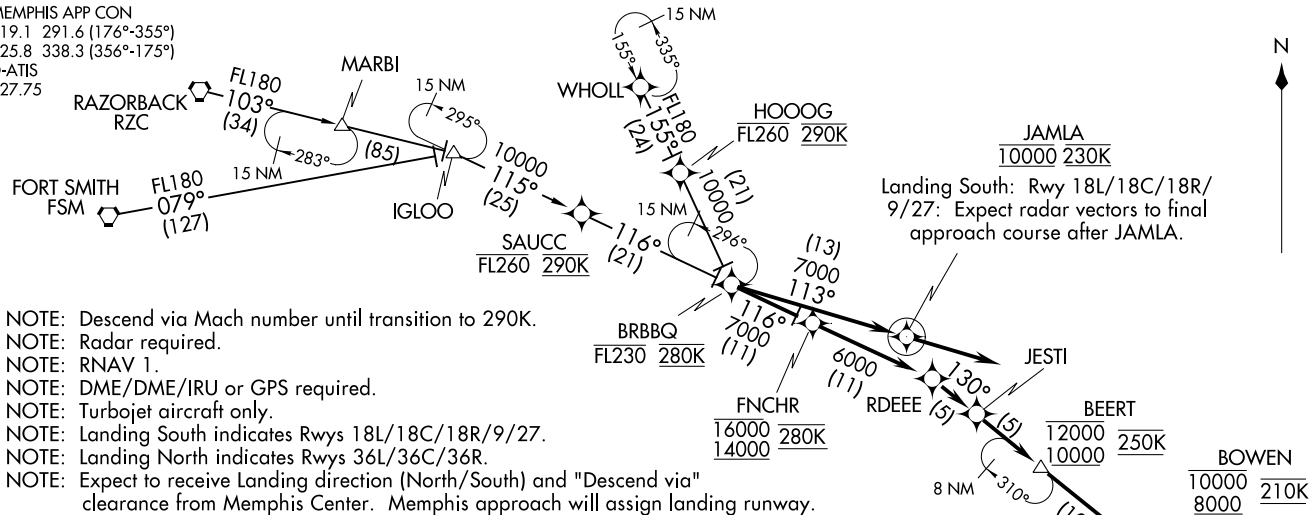 MEMPHIS APP CON
19.1 291.6 (176°-355°)
25.8 338.3 (356°-175°)
-ATIS
27.75
RAZORBACK
RZC
FL180
103°
(34)
MARBI
15 NM
283°
(85)
15 NM
295°
FORT SMITH
FSM
FL180
079°
(127)
IGLOO
10000
115°
(25)
SAUCC
FL260 290K
116°
(21)
15 NM
155°
335°
WHOLL
FL180
155°
(24)
HOOOG
FL260 290K
(21)
10000
15 NM
296°
BRBBQ
FL230 280K
(13)
7000
113°
116°
7000
(11)
JAMLA
10000 230K
Landing South: Rwy 18L/18C/18R/
9/27: Expect radar vectors to final
approach course after JAMLA.
N
FNCHR
16000
14000
280K
6000
(11)
RDEEE
130°
(5)
JESTI
(5)
BEERT
12000
10000
250K
8 NM
310°
BOWEN
10000
8000
210K
NOTE: Descend via Mach number until transition to 290K.
NOTE: Radar required.
NOTE: RNAV 1.
NOTE: DME/DME/IRU or GPS required.
NOTE: Turbojet aircraft only.
NOTE: Landing South indicates Rwys 18L/18C/18R/9/27.
NOTE: Landing North indicates Rwys 36L/36C/36R.
NOTE: Expect to receive Landing direction (North/South) and "Descend via"
clearance from Memphis Center. Memphis approach will assign landing runway.